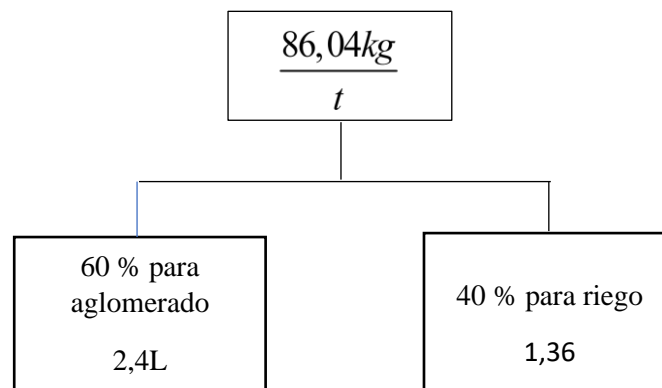 86,04kg
t
60 % para
aglomerado
2,4L
40 % para riego
1,36